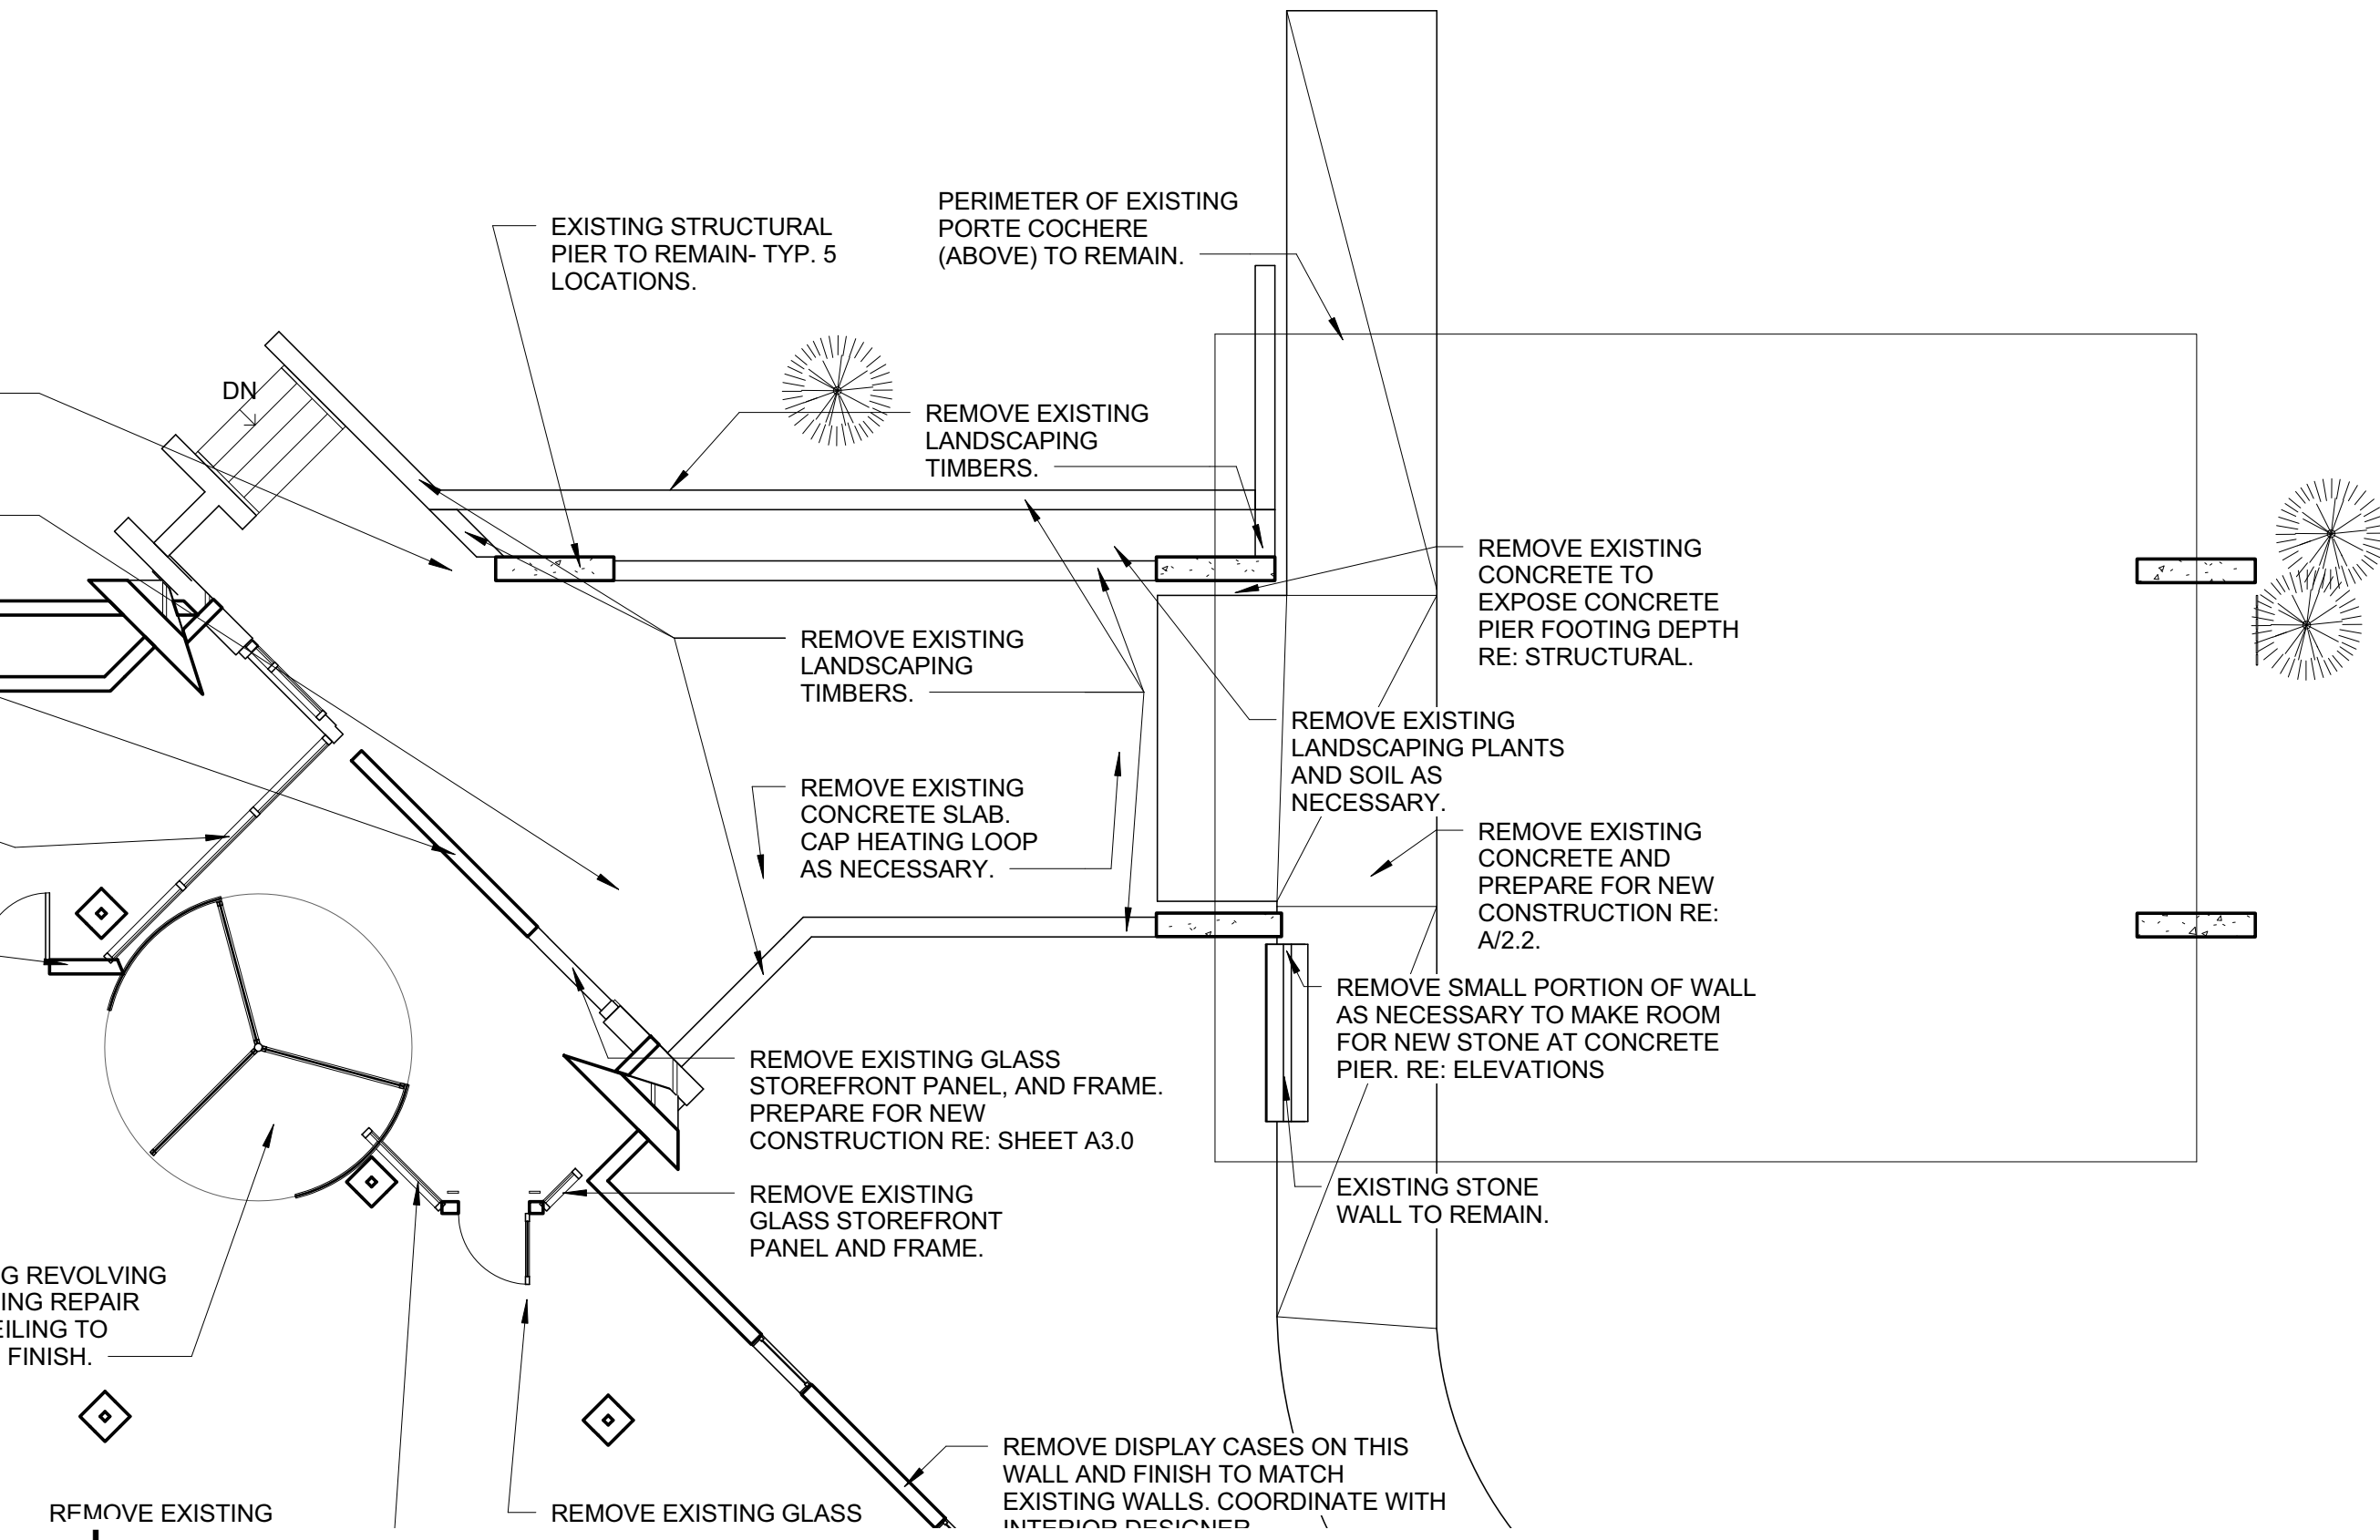 PERIMETER OF EXISTING
PORTE COCHERE
(ABOVE) TO REMAIN.
EXISTING STRUCTURAL
PIER TO REMAIN- TYP. 5
LOCATIONS.
DN
REMOVE EXISTING
LANDSCAPING
TIMBERS.
REMOVE EXISTING
CONCRETE TO
EXPOSE CONCRETE
PIER FOOTING DEPTH
RE: STRUCTURAL.
REMOVE EXISTING
LANDSCAPING
TIMBERS.
REMOVE EXISTING
LANDSCAPING PLANTS
AND SOIL AS
NECESSARY.
REMOVE EXISTING
CONCRETE SLAB.
CAP HEATING LOOP
AS NECESSARY.
REMOVE EXISTING
CONCRETE AND
PREPARE FOR NEW
CONSTRUCTION RE:
A/2.2.
REMOVE SMALL PORTION OF WALL
AS NECESSARY TO MAKE ROOM
FOR NEW STONE AT CONCRETE
PIER. RE: ELEVATIONS
REMOVE EXISTING GLASS
STOREFRONT PANEL, AND FRAME.
PREPARE FOR NEW
CONSTRUCTION RE: SHEET A3.0
EXISTING STONE
WALL TO REMAIN.
REMOVE EXISTING
GLASS STOREFRONT
PANEL AND FRAME.
G REVOLVING
ING REPAIR
EILING TO
FINISH.
REMOVE DISPLAY CASES ON THIS
WALL AND FINISH TO MATCH
EXISTING WALLS. COORDINATE WITH
INTERIOR DESIGNER
REMOVE EXISTING
REMOVE EXISTING GLASS